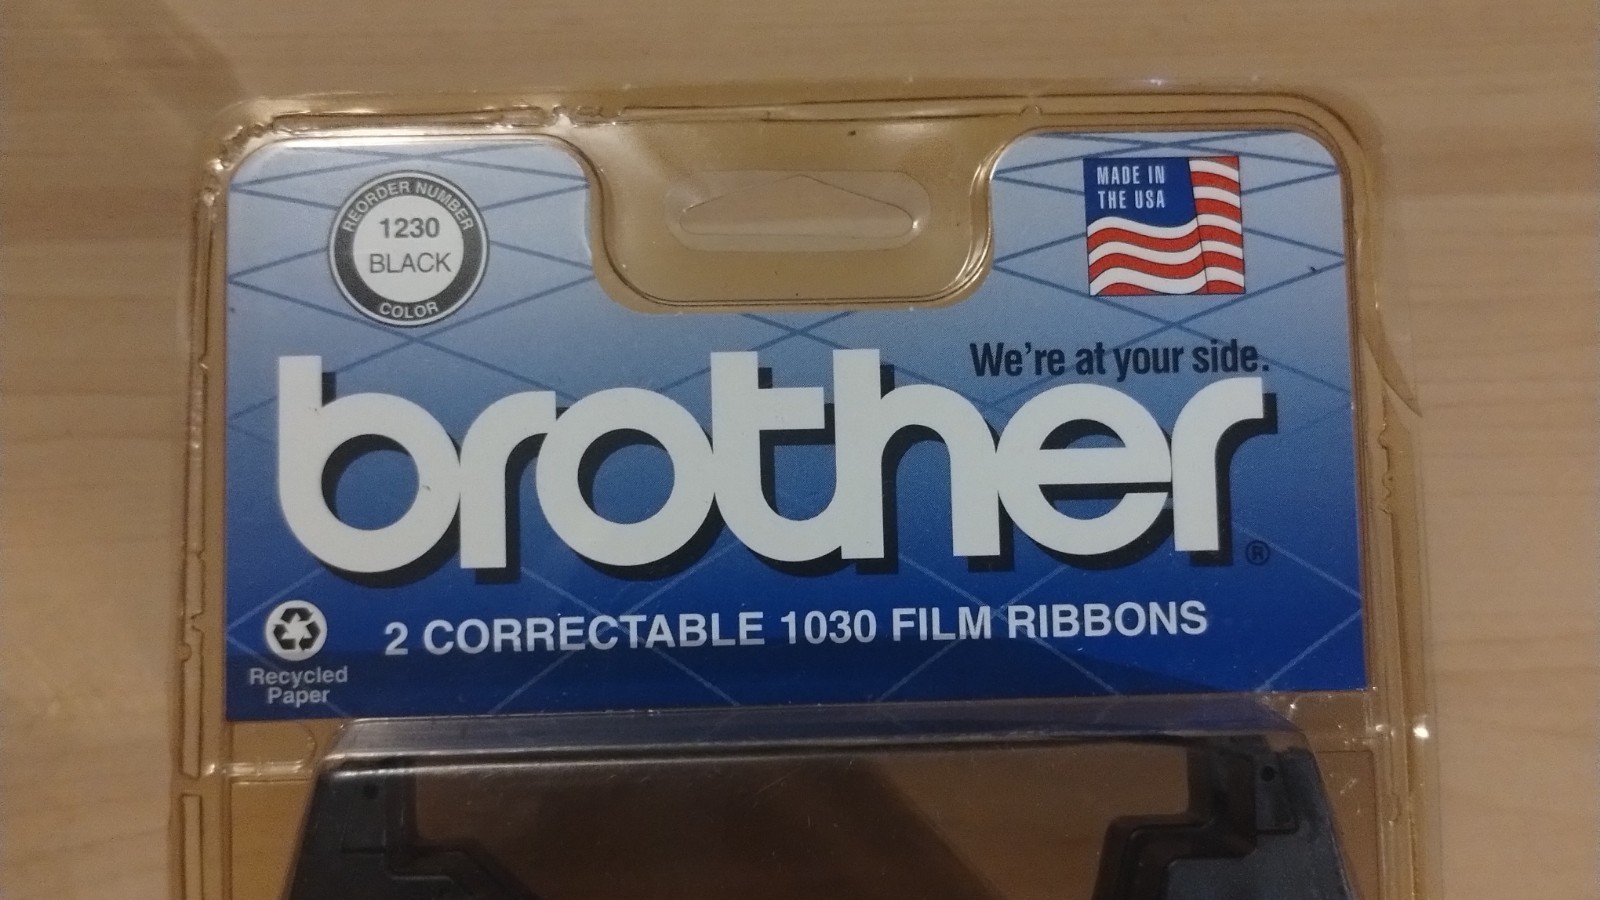 REORDER NUMBER
1230
BLACK
COLOR
MADE IN
THE USA
We're at your side.
brother®
2 CORRECTABLE 1030 FILM RIBBONS
Recycled
Paper